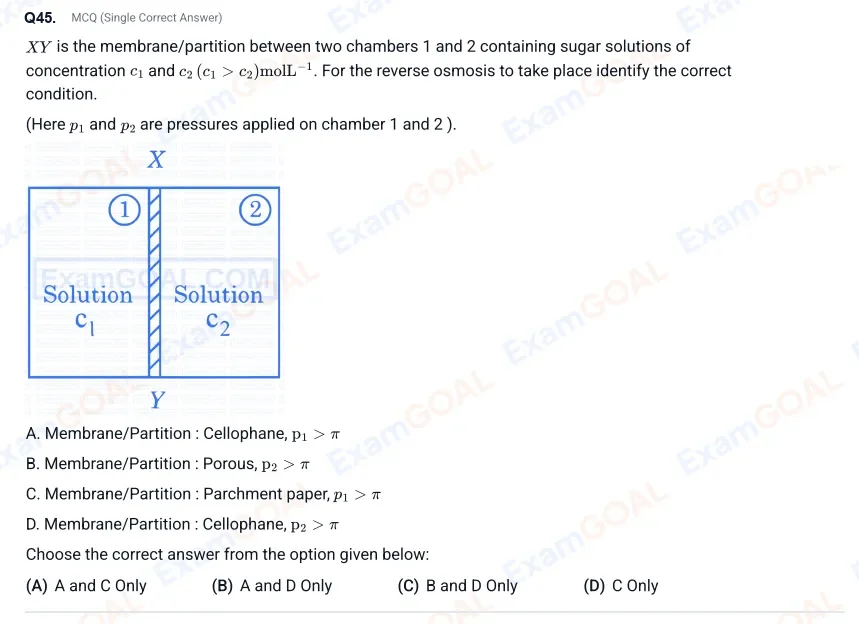 Q45. MCQ (Single Correct Answer)
XY is the membrane/partition between two chambers 1 and 2 containing sugar solutions of
concentration c₁ and c₂ (c₁ > c₂)molL⁻¹. For the reverse osmosis to take place identify the correct
condition.
(Here p₁ and p₂ are pressures applied on chamber 1 and 2 ).
X
① ②
ExamGOAL.COM
Solution Solution
c₁ c₂
Y
A. Membrane/Partition : Cellophane, p₁ > π
B. Membrane/Partition : Porous, p₂ > π
C. Membrane/Partition : Parchment paper, p₁ > π
D. Membrane/Partition : Cellophane, p₂ > π
Choose the correct answer from the option given below:
(A) A and C Only (B) A and D Only (C) B and D Only (D) C Only